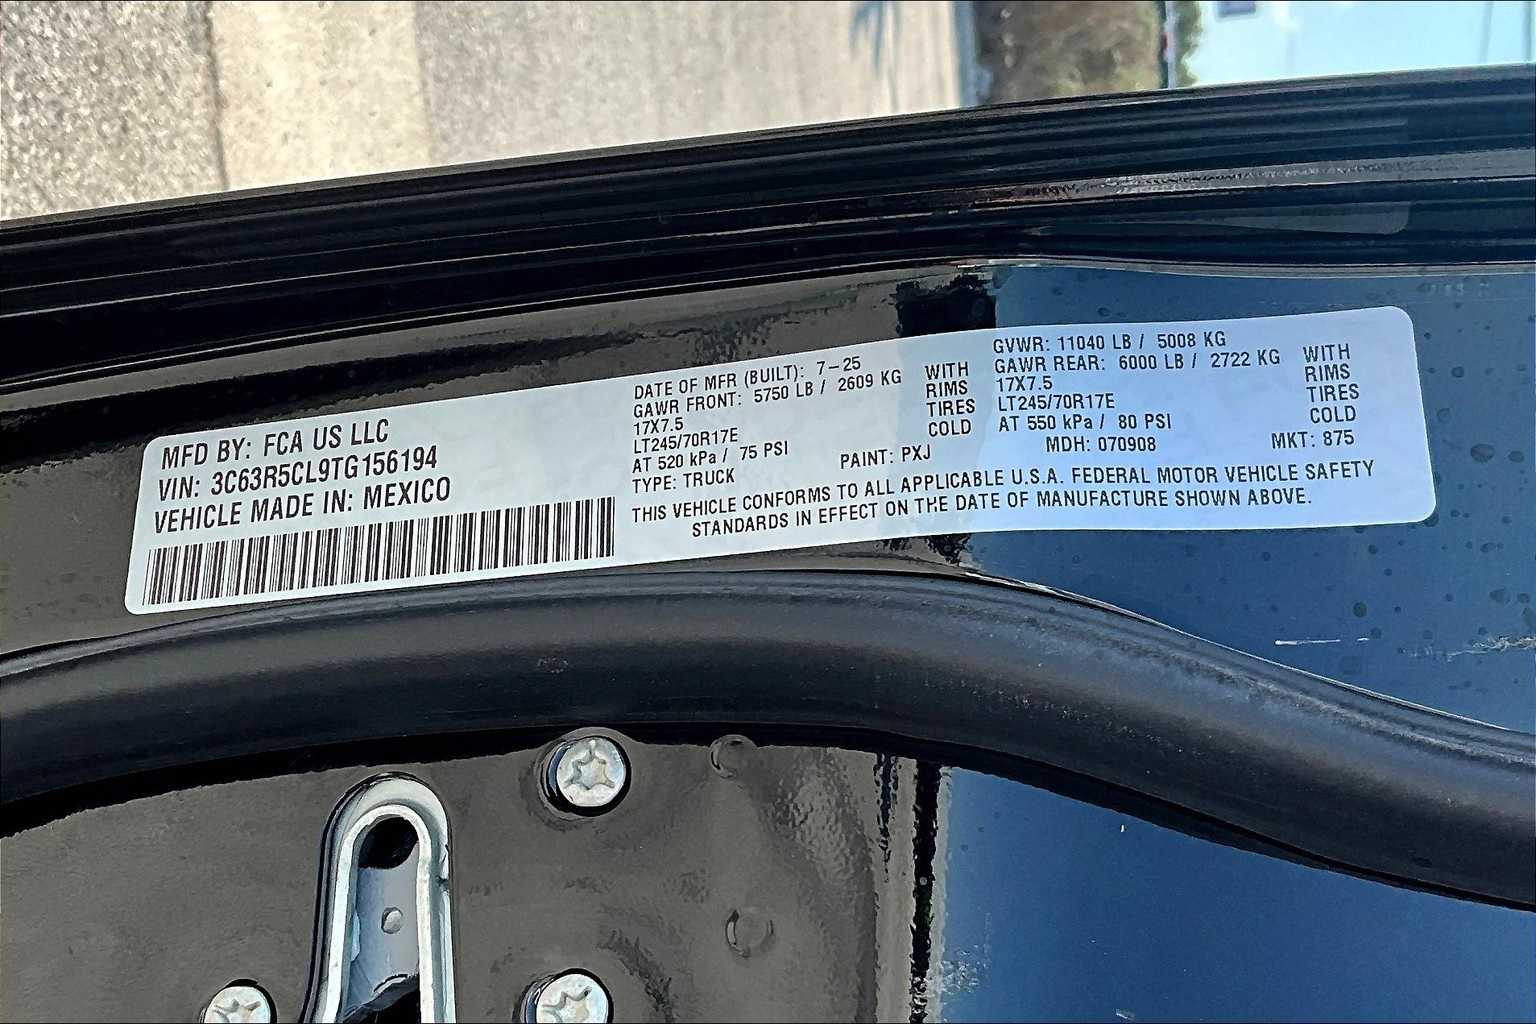 MFD BY: FCA US LLC
VIN: 3C63R5CL9TG156194
VEHICLE MADE IN: MEXICO
DATE OF MFR (BUILT): 7-25
GAWR FRONT: 5750 LB / 2609 KG
17X7.5
LT245/70R17E
AT 520 kPa / 75 PSI
TYPE: TRUCK
WITH
RIMS
TIRES
COLD
PAINT: PXJ
GVWR: 11040 LB / 5008 KG
GAWR REAR: 6000 LB / 2722 KG
17X7.5
LT245/70R17E
AT 550 kPa / 80 PSI
WITH
RIMS
TIRES
COLD
MDH: 070908
MKT: 875
THIS VEHICLE CONFORMS TO ALL APPLICABLE U.S.A. FEDERAL MOTOR VEHICLE SAFETY
STANDARDS IN EFFECT ON THE DATE OF MANUFACTURE SHOWN ABOVE.